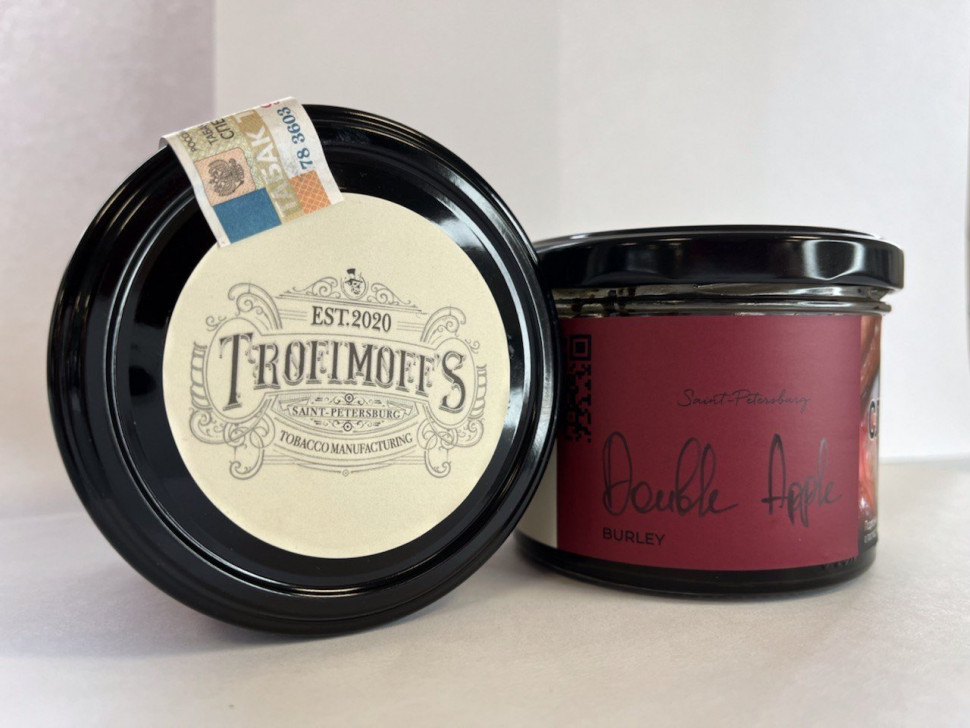 ТАБАК
78 3603
EST.2020
TROFIMOFF'S
SAINT-PETERSBURG
TOBACCO MANUFACTURING
Saint-Petersburg
Double Apple
BURLEY